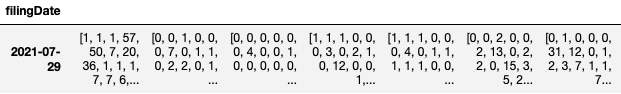 filingDate
[1, 1, 1, 57, [0, 0, 1, 0, 0, [0, 0, 0, 0, 0, [1, 1, 1, 0, 0, [1, 1, 1, 0, 0, [0, 0, 2, 0, 0, [0, 1, 0, 0, 0,
2021-07-29 50, 7, 20, 0, 7, 0, 1, 1, 0, 4, 0, 0, 1, 0, 3, 0, 2, 1, 0, 4, 0, 1, 1, 2, 13, 0, 2, 31, 12, 0, 1,
36, 1, 1, 1, 0, 2, 2, 0, 1, 0, 0, 0, 0, 0, 0, 12, 0, 0, 1, 1, 1, 0, 0, 2, 0, 15, 3, 2, 3, 7, 1, 1,
7, 7, 6,... ... ... 1,... ... 5, 2... 7...